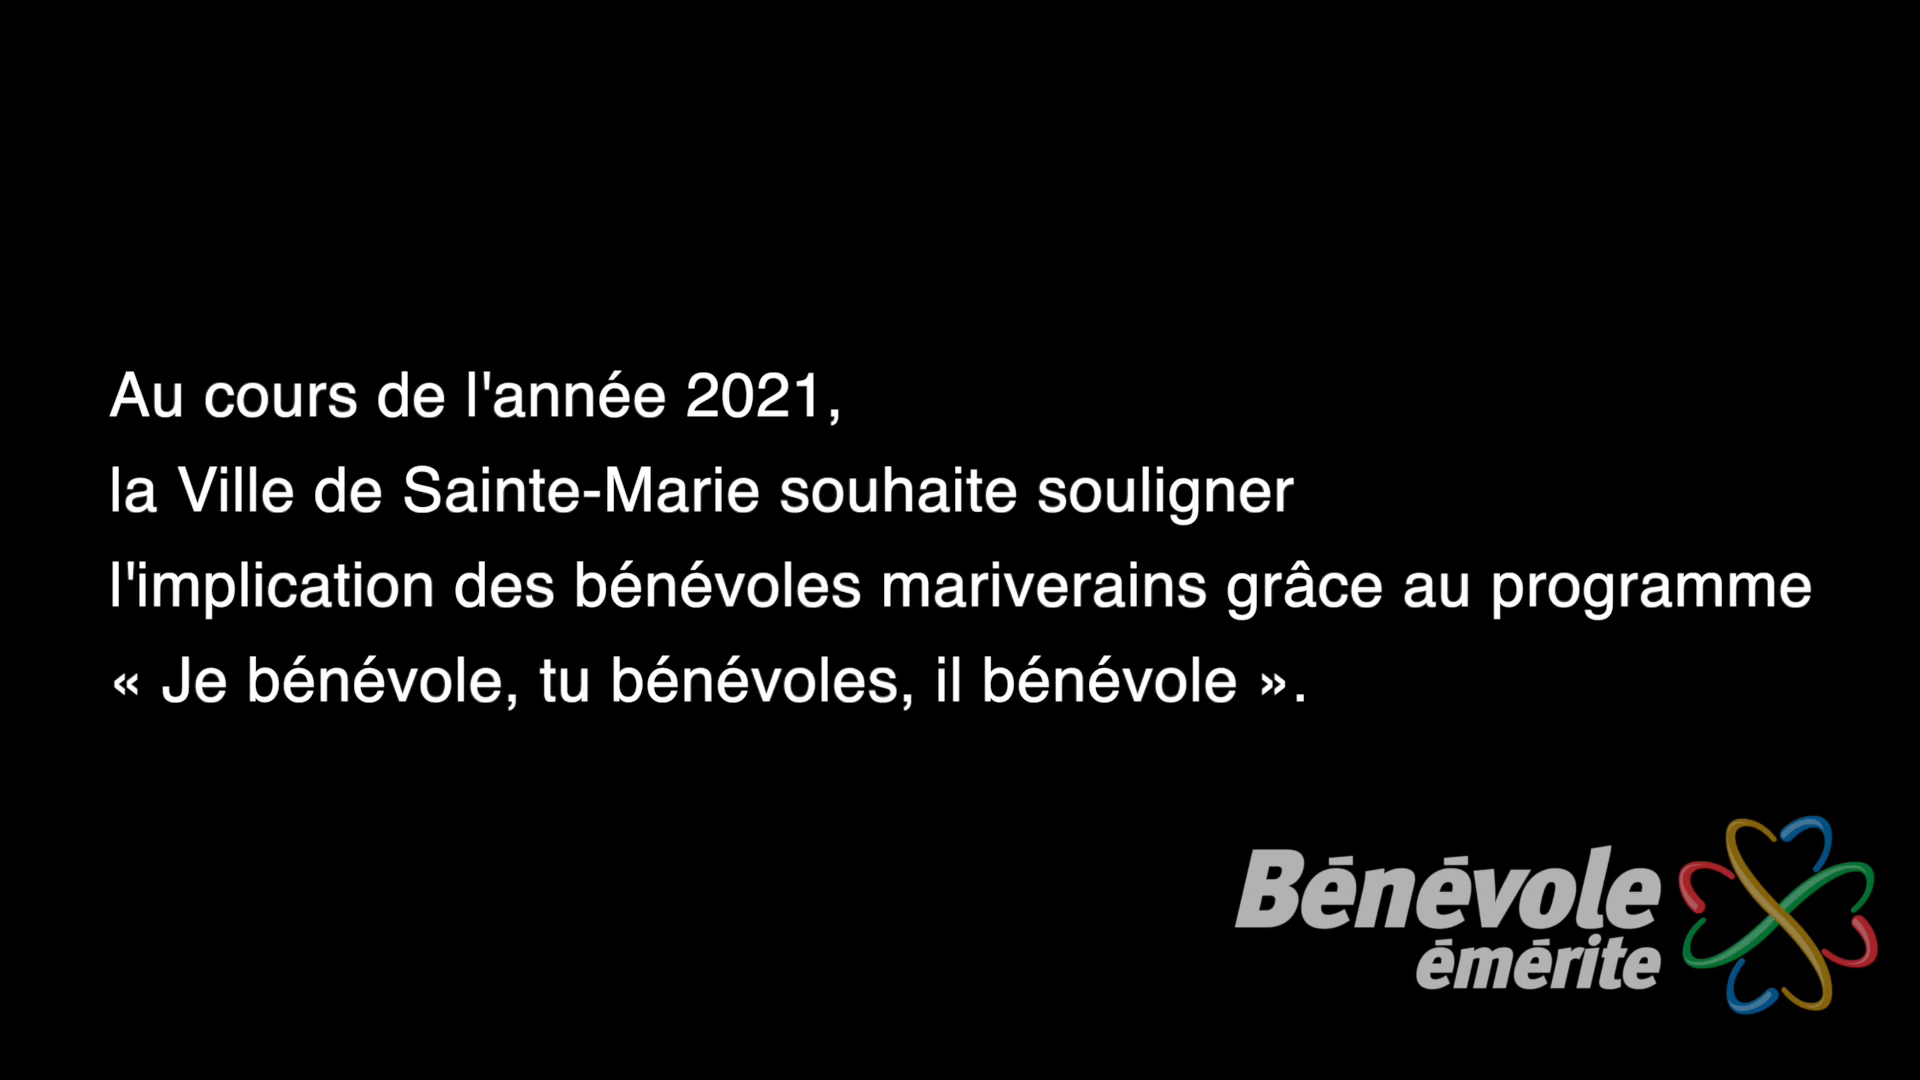 Au cours de l'année 2021,
la Ville de Sainte-Marie souhaite souligner
l'implication des bénévoles mariverains grâce au programme
« Je bénévole, tu bénévoles, il bénévole ».
Bénévole
émérite